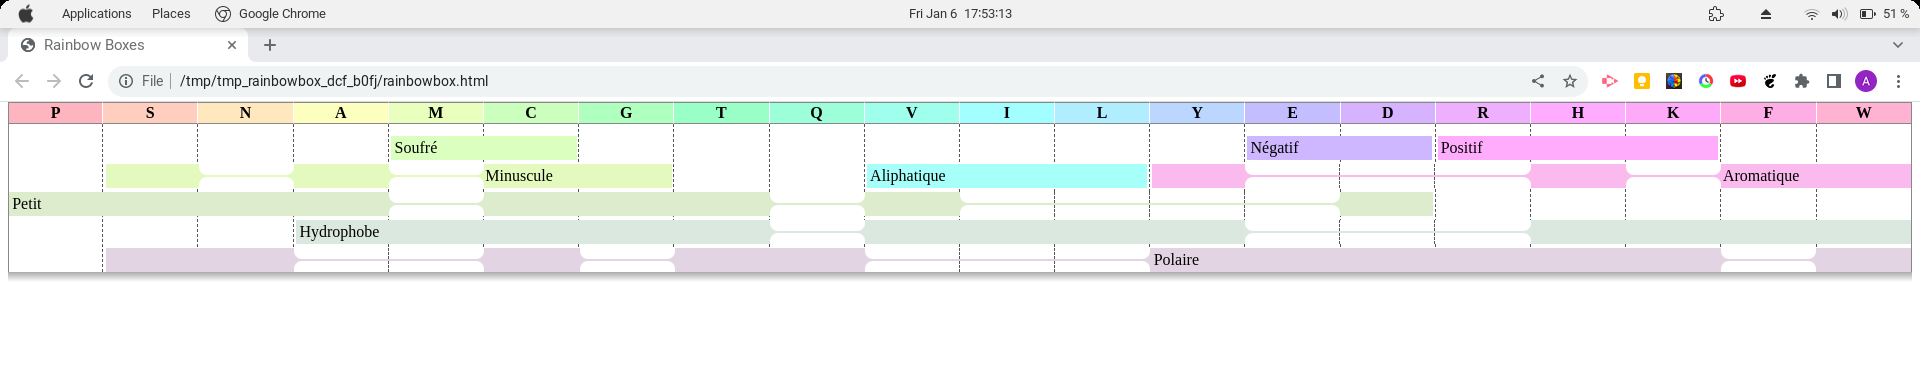 Applications Places Google Chrome Fri Jan 6 17:53:13 51 %
Rainbow Boxes
File /tmp/tmp_rainbowbox_dcf_b0fj/rainbowbox.html A
P S N A M C G T Q V I L Y E D R H K F W
Soufré Négatif Positif
Minuscule Aliphatique Aromatique
Petit
Hydrophobe
Polaire